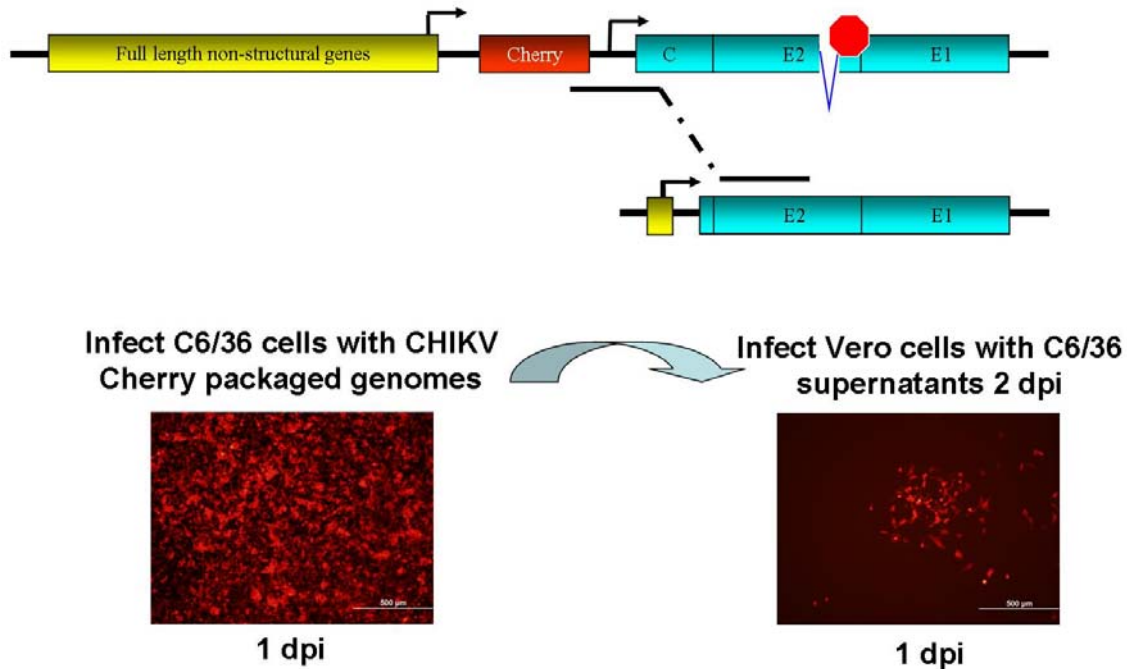 Full length non-structural genes
Cherry
C
E2
E1
E2
E1
Infect C6/36 cells with CHIKV
Cherry packaged genomes
Infect Vero cells with C6/36
supernatants 2 dpi
500 µm
500 µm
1 dpi
1 dpi